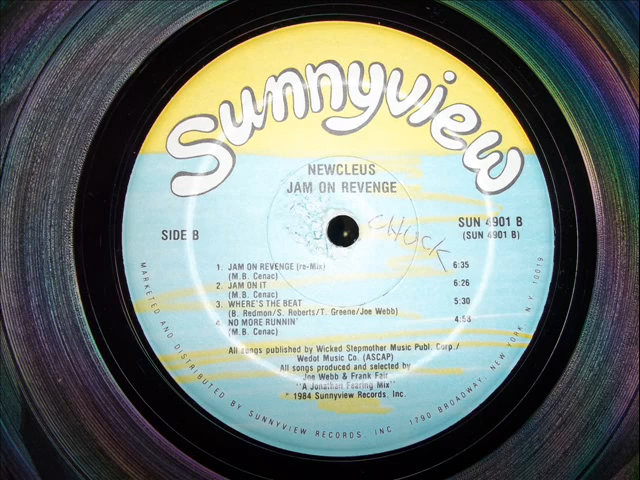 Sunnyview
NEWCLEUS
JAM ON REVENGE
SIDE B
SUN 4901 B
(SUN 4901 B)
CHUCK
1. JAM ON REVENGE (re-Mix) 6:35
(M.B. Cenac)
2. JAM ON IT 6:26
(M.B. Cenac)
3. WHERE'S THE BEAT 5:30
(B. Redmon/S. Roberts/T. Greene/Joe Webb)
4. NO MORE RUNNIN' 4:58
(M.B. Cenac)
All songs published by Wicked Stepmother Music Publ. Corp./
Wedot Music Co. (ASCAP)
All songs produced and selected by
Joe Webb & Frank Fair
"A Jonathan Fearing Mix"
© 1984 Sunnyview Records, Inc.
MARKETED AND DISTRIBUTED BY SUNNYVIEW RECORDS, INC. 1790 BROADWAY, NEW YORK, N.Y. 10019